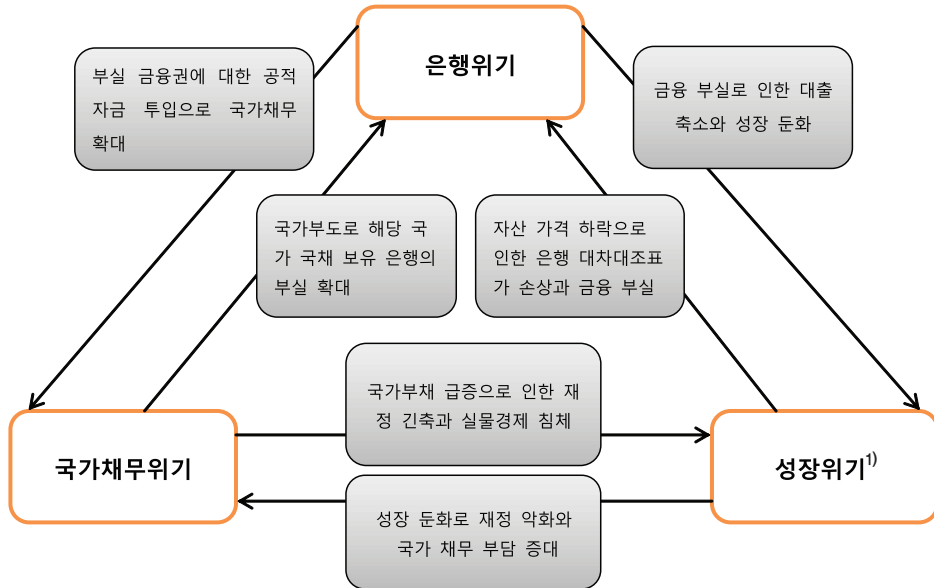 은행위기
부실 금융권에 대한 공적
자금 투입으로 국가채무
확대
금융 부실로 인한 대출
축소와 성장 둔화
국가부도로 해당 국
가 국채 보유 은행의
부실 확대
자산 가격 하락으로
인한 은행 대차대조표
가 손상과 금융 부실
국가부채 급증으로 인한 재
정 긴축과 실물경제 침체
국가채무위기
성장위기1)
성장 둔화로 재정 악화와
국가 채무 부담 증대